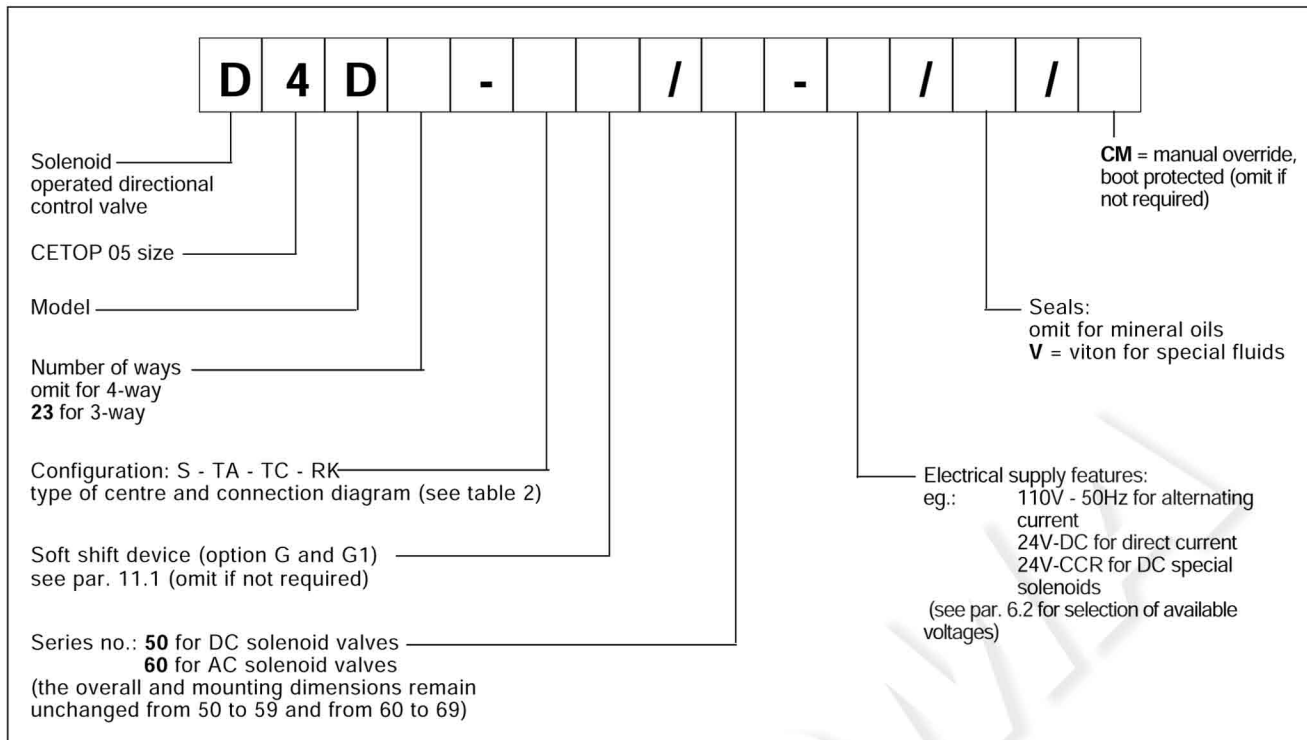 D 4 D - / - / /
Solenoid
operated directional
control valve
CETOP 05 size
Model
Number of ways
omit for 4-way
23 for 3-way
Configuration: S - TA - TC - RK
type of centre and connection diagram (see table 2)
Soft shift device (option G and G1)
see par. 11.1 (omit if not required)
Series no.: 50 for DC solenoid valves
60 for AC solenoid valves
(the overall and mounting dimensions remain
unchanged from 50 to 59 and from 60 to 69)
CM = manual override,
boot protected (omit if
not required)
Seals:
omit for mineral oils
V = viton for special fluids
Electrical supply features:
eg.: 110V - 50Hz for alternating
current
24V-DC for direct current
24V-CCR for DC special
solenoids
(see par. 6.2 for selection of available
voltages)